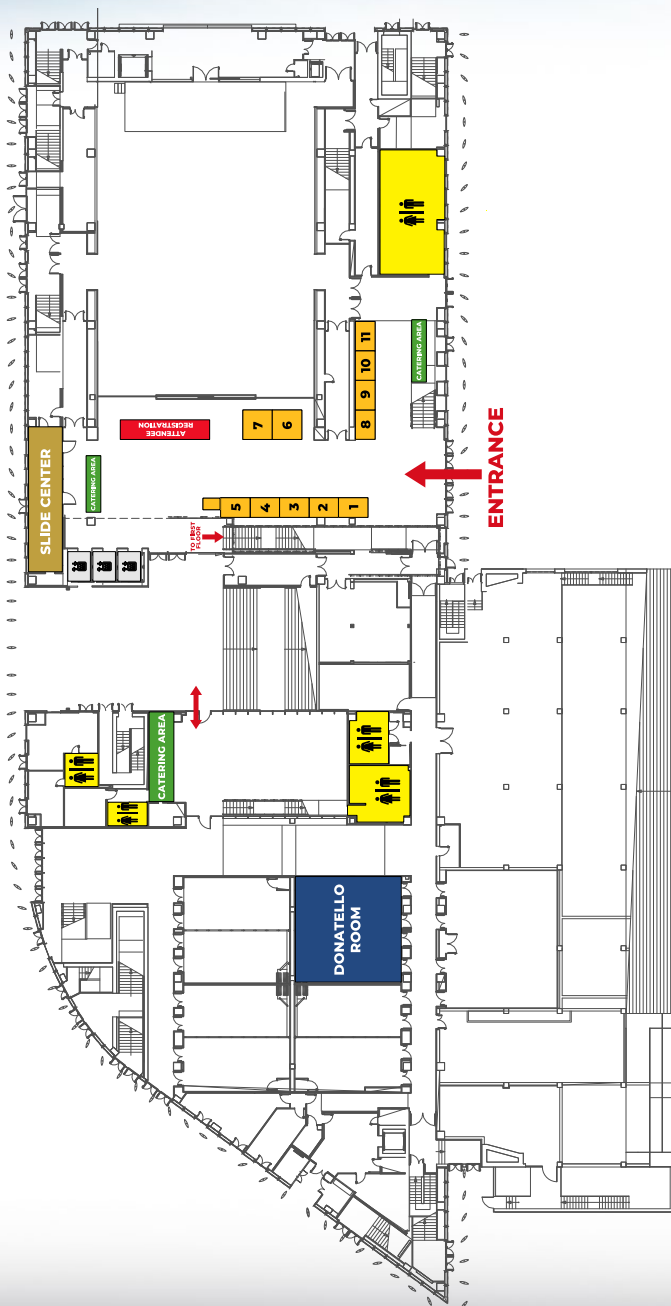 11
10
9
8
CATERING AREA
7
6
ATTENDEE
REGISTRATION
SLIDE CENTER
CATERING AREA
ENTRANCE
5
4
3
2
1
TO FIRST
FLOOR
CATERING AREA
DONATELLO
ROOM